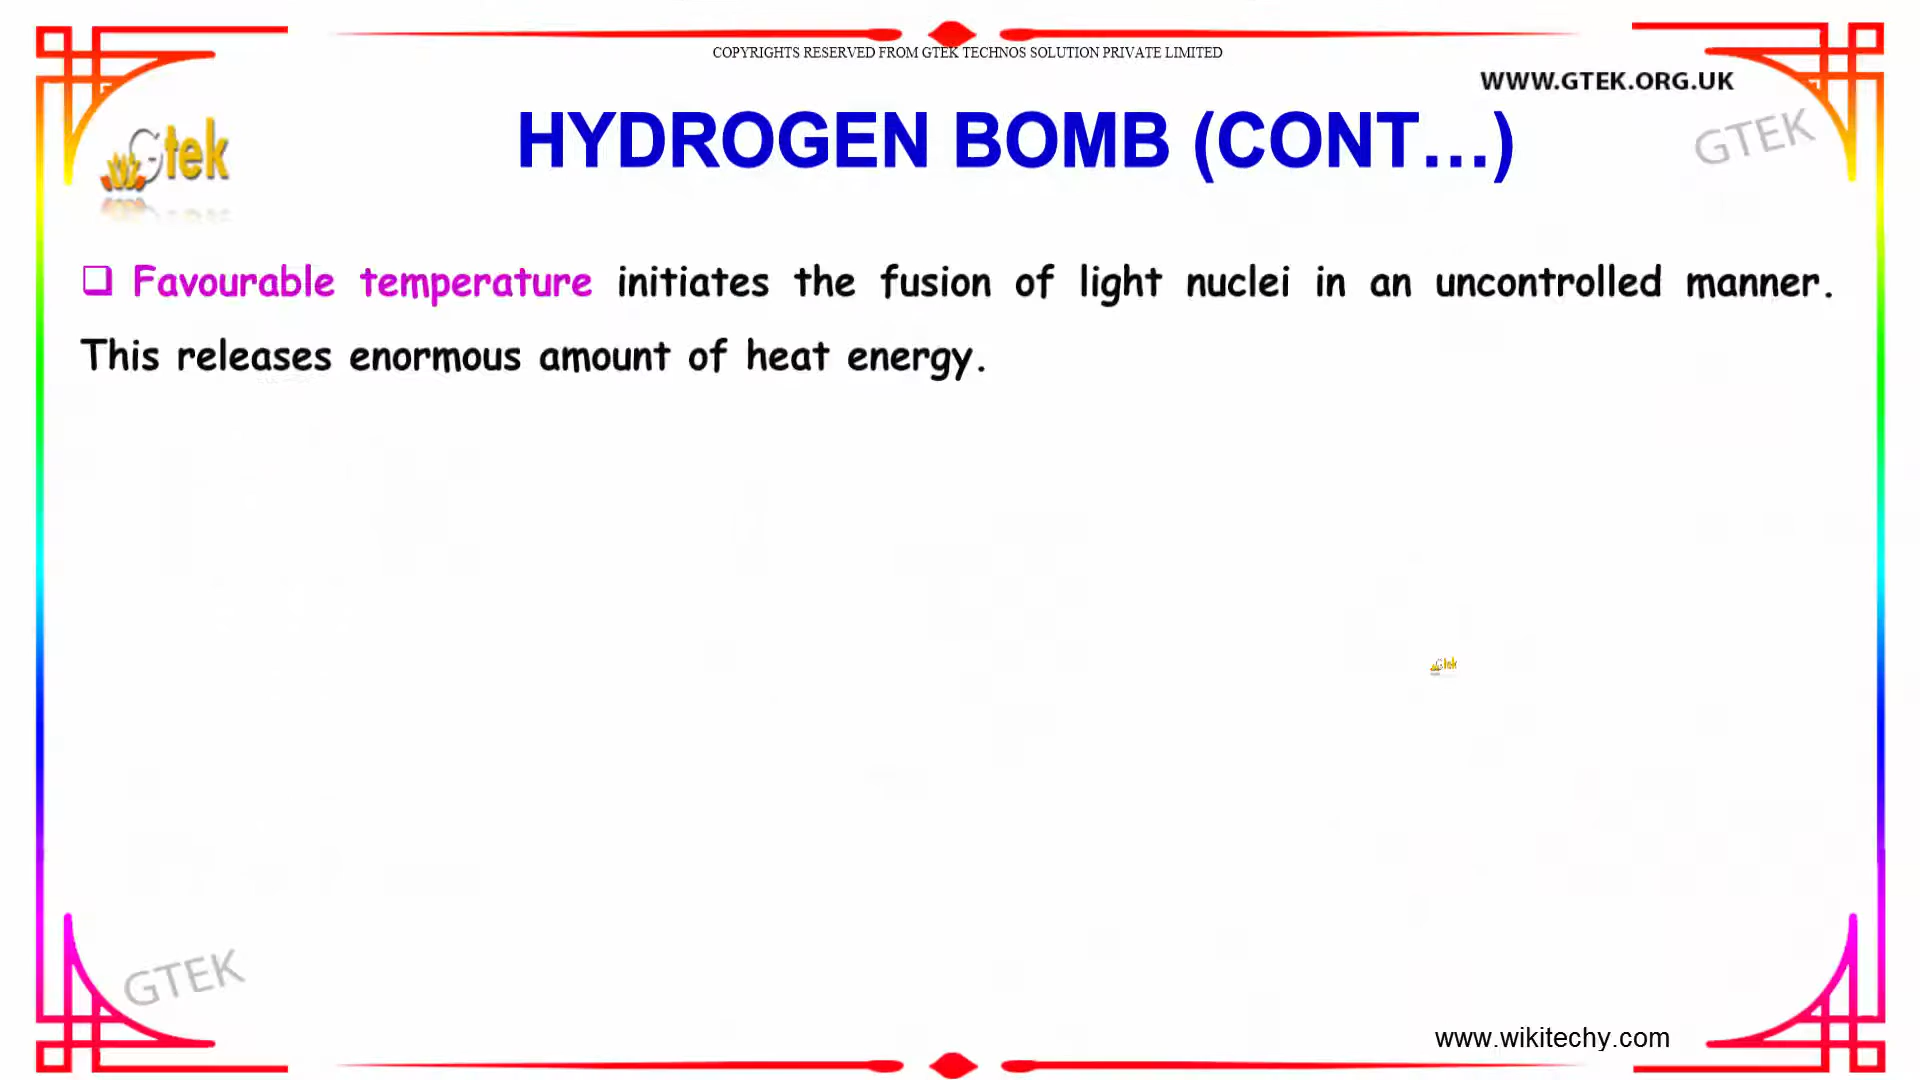 COPYRIGHTS RESERVED FROM GTEK TECHNOS SOLUTION PRIVATE LIMITED
WWW.GTEK.ORG.UK
Gtek
HYDROGEN BOMB (CONT...)
GTEK
❑ Favourable temperature initiates the fusion of light nuclei in an uncontrolled manner.
This releases enormous amount of heat energy.
Gtek
GTEK
www.wikitechy.com